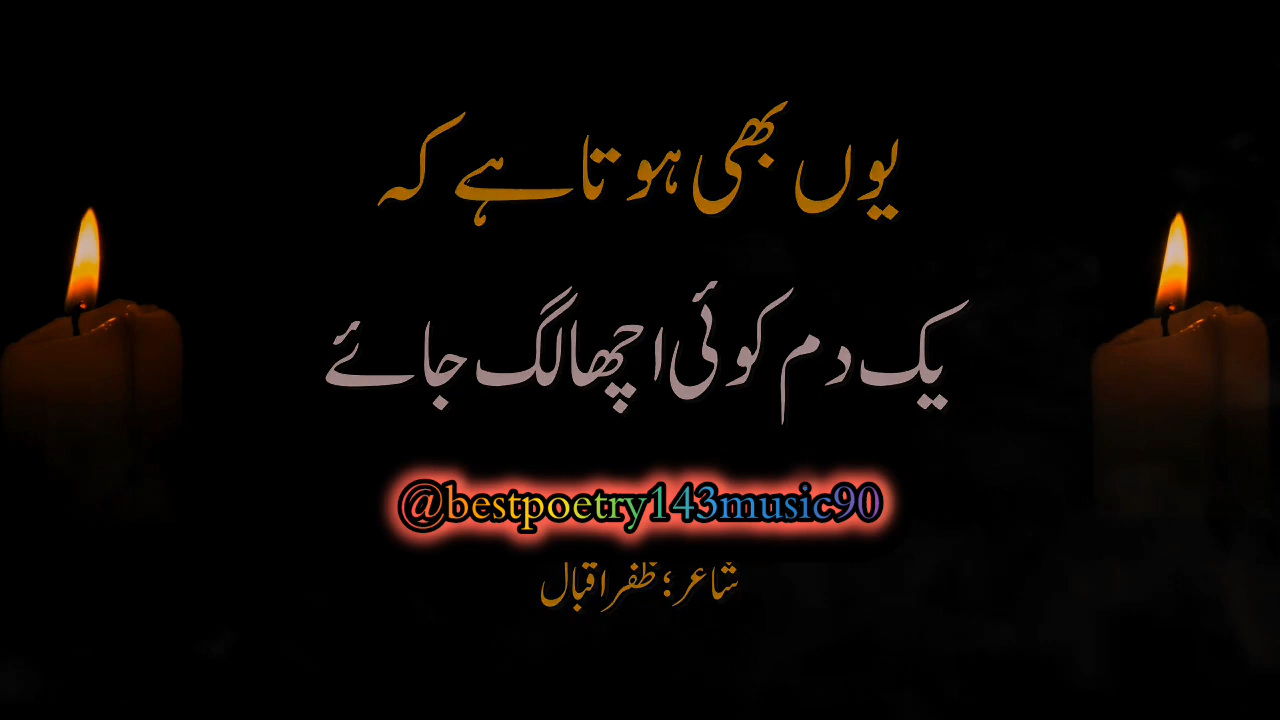 یوں بھی ہوتا ہے کہ
یک دم کوئی اچھا لگ جائے
@bestpoetry143music90
شاعر؛ ظفر اقبال